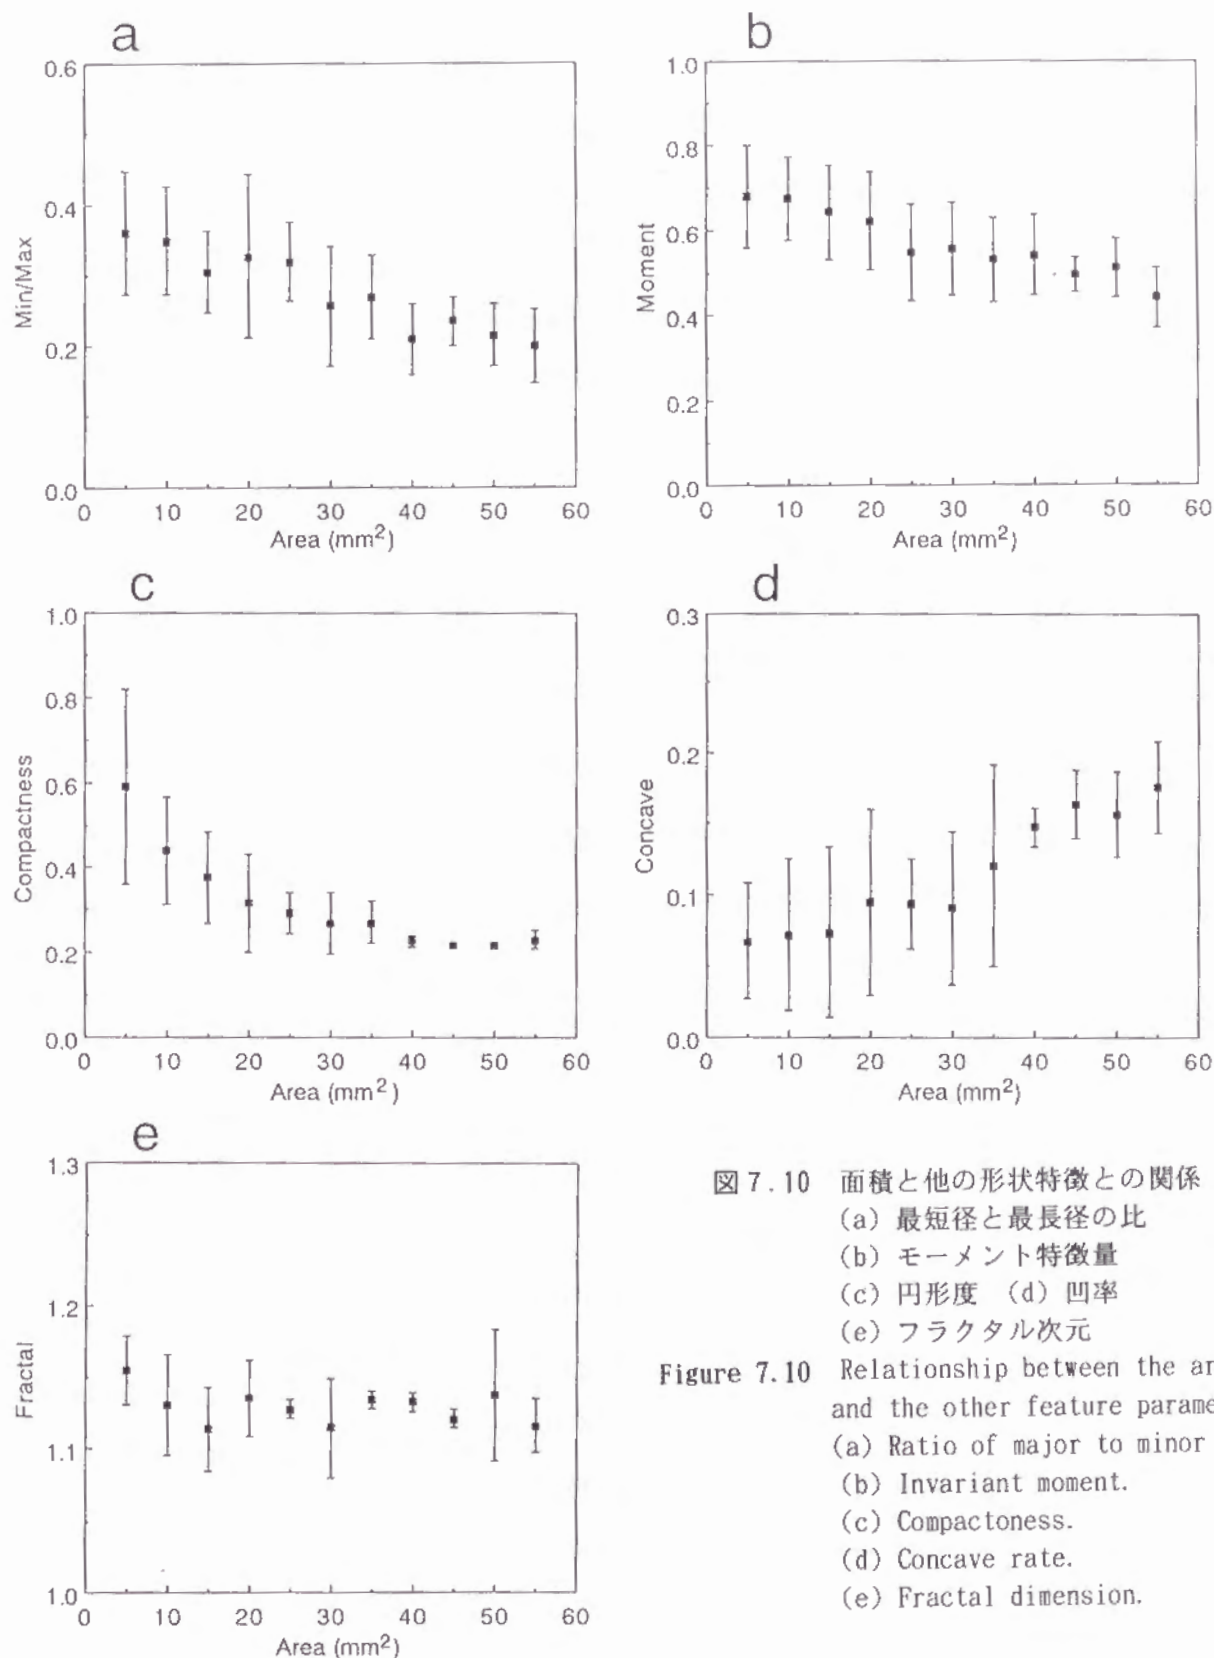 a
0.6
0.4
0.2
0.0
Min/Max
0 10 20 30 40 50 60
Area (mm²)
b
1.0
0.8
0.6
0.4
0.2
0.0
Moment
0 10 20 30 40 50 60
Area (mm²)
c
1.0
0.8
0.6
0.4
0.2
0.0
Compactness
0 10 20 30 40 50 60
Area (mm²)
d
0.3
0.2
0.1
0.0
Concave
0 10 20 30 40 50 60
Area (mm²)
e
1.3
1.2
1.1
1.0
Fractal
0 10 20 30 40 50 60
Area (mm²)
図7.10 面積と他の形状特徴との関係
(a) 最短径と最長径の比
(b) モーメント特徴量
(c) 円形度 (d) 凹率
(e) フラクタル次元
Figure 7.10 Relationship between the
and the other feature
(a) Ratio of major to minor
(b) Invariant moment.
(c) Compactoness.
(d) Concave rate.
(e) Fractal dimension.